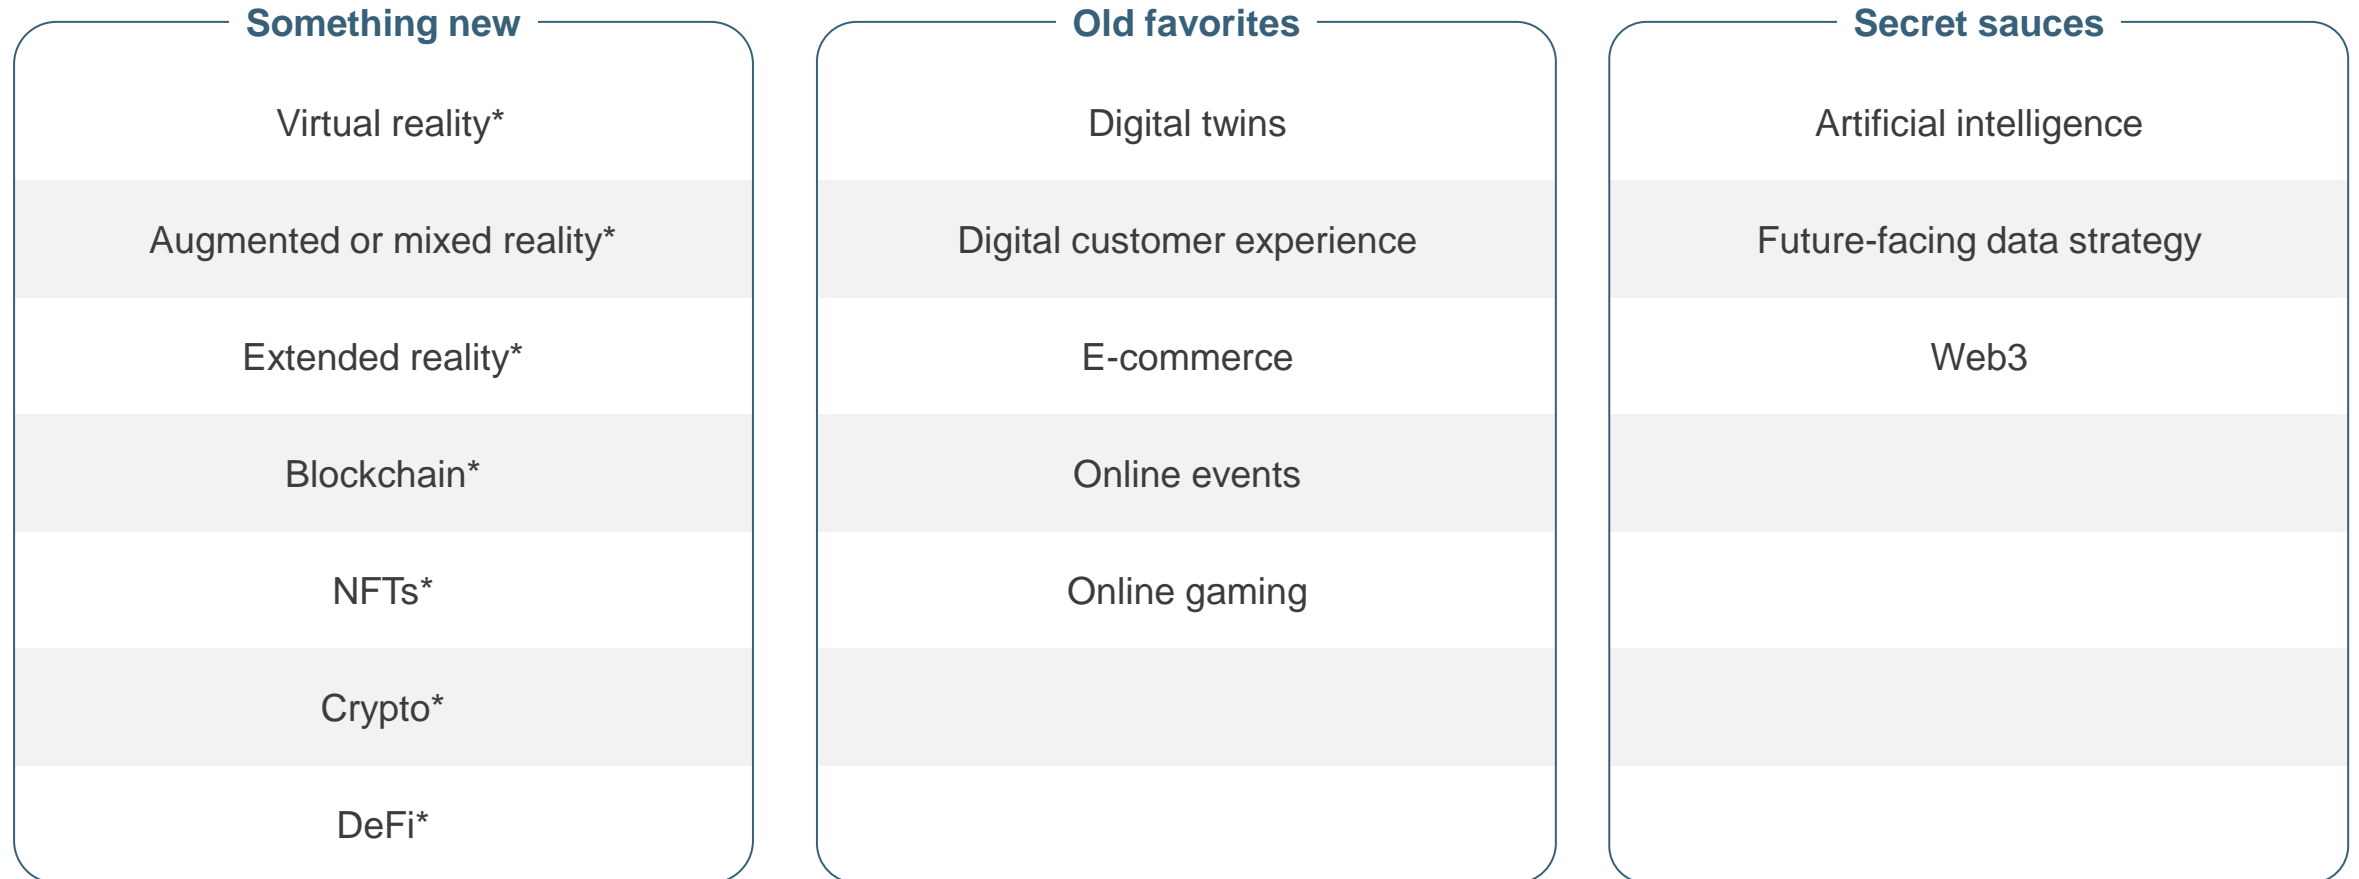 Something new
Virtual reality*
Augmented or mixed reality*
Extended reality*
Blockchain*
NFTs*
Crypto*
DeFi*
Old favorites
Digital twins
Digital customer experience
E-commerce
Online events
Online gaming
Secret sauces
Artificial intelligence
Future-facing data strategy
Web3